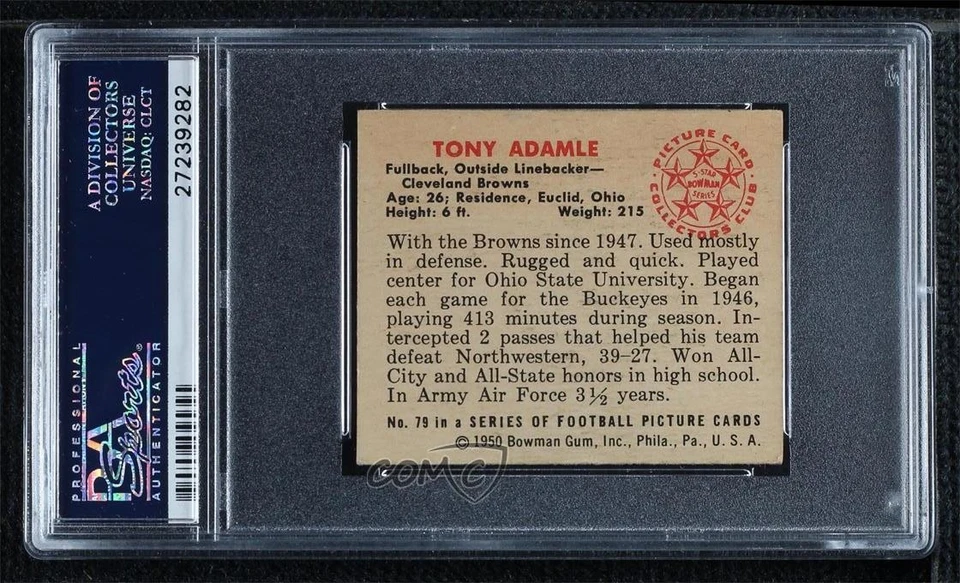 A DIVISION OF
COLLECTORS
UNIVERSE
NASDAQ: CLCT
27239282
PROFESSIONAL
PSA
Sports
AUTHENTICATOR
TONY ADAMLE
Fullback, Outside Linebacker—
Cleveland Browns
Age: 26; Residence, Euclid, Ohio
Height: 6 ft. Weight: 215
PICTURE CARD
5-STAR
BOWMAN
SERIES
COLLECTORS CLUB
With the Browns since 1947. Used mostly
in defense. Rugged and quick. Played
center for Ohio State University. Began
each game for the Buckeyes in 1946,
playing 413 minutes during season. In-
tercepted 2 passes that helped his team
defeat Northwestern, 39-27. Won All-
City and All-State honors in high school.
In Army Air Force 3½ years.
No. 79 in a SERIES OF FOOTBALL PICTURE CARDS
© 1950 Bowman Gum, Inc., Phila., Pa., U. S. A.
COMC